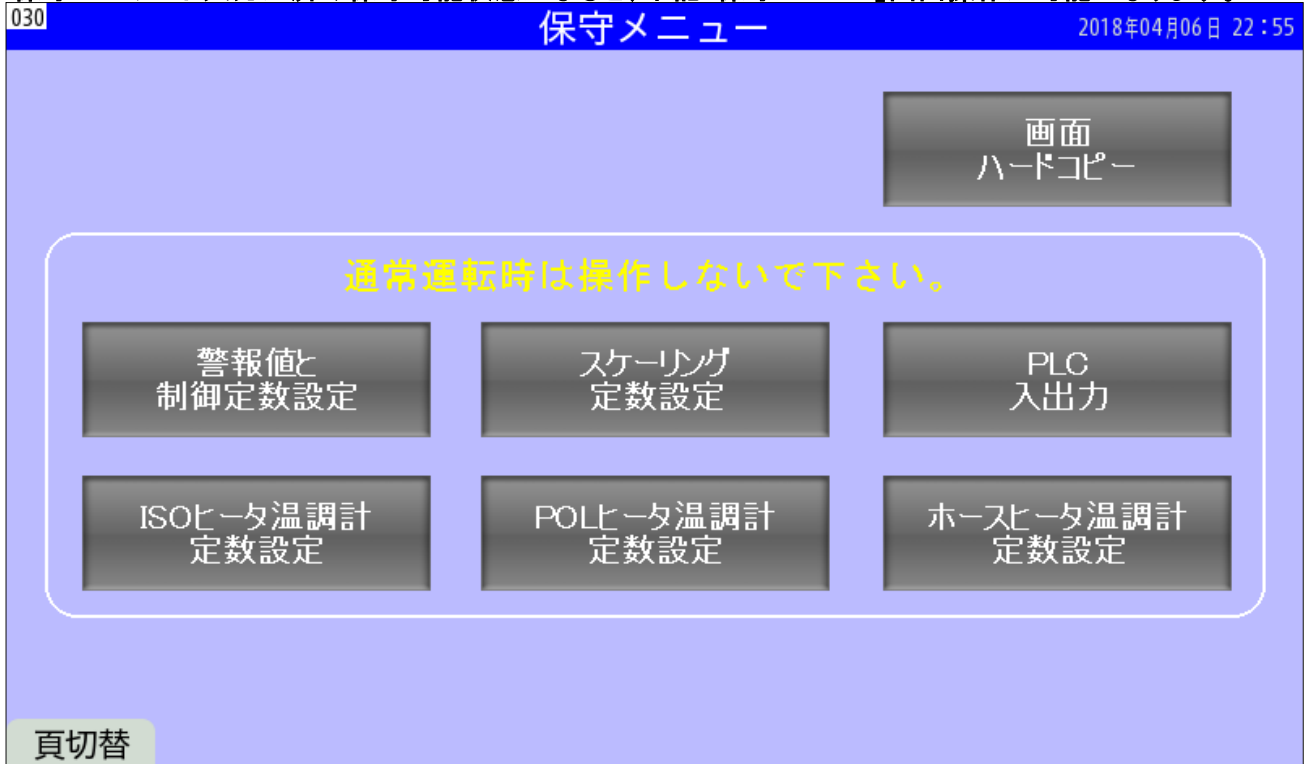 030
保守メニュー
2018年04月06日 22：55
画面
ハードコピー
通常運転時は操作しないで下さい。
警報値と
制御定数設定
スケーリング
定数設定
PLC
入出力
ISOヒータ温調計
定数設定
POLヒータ温調計
定数設定
ホースヒータ温調計
定数設定
頁切替